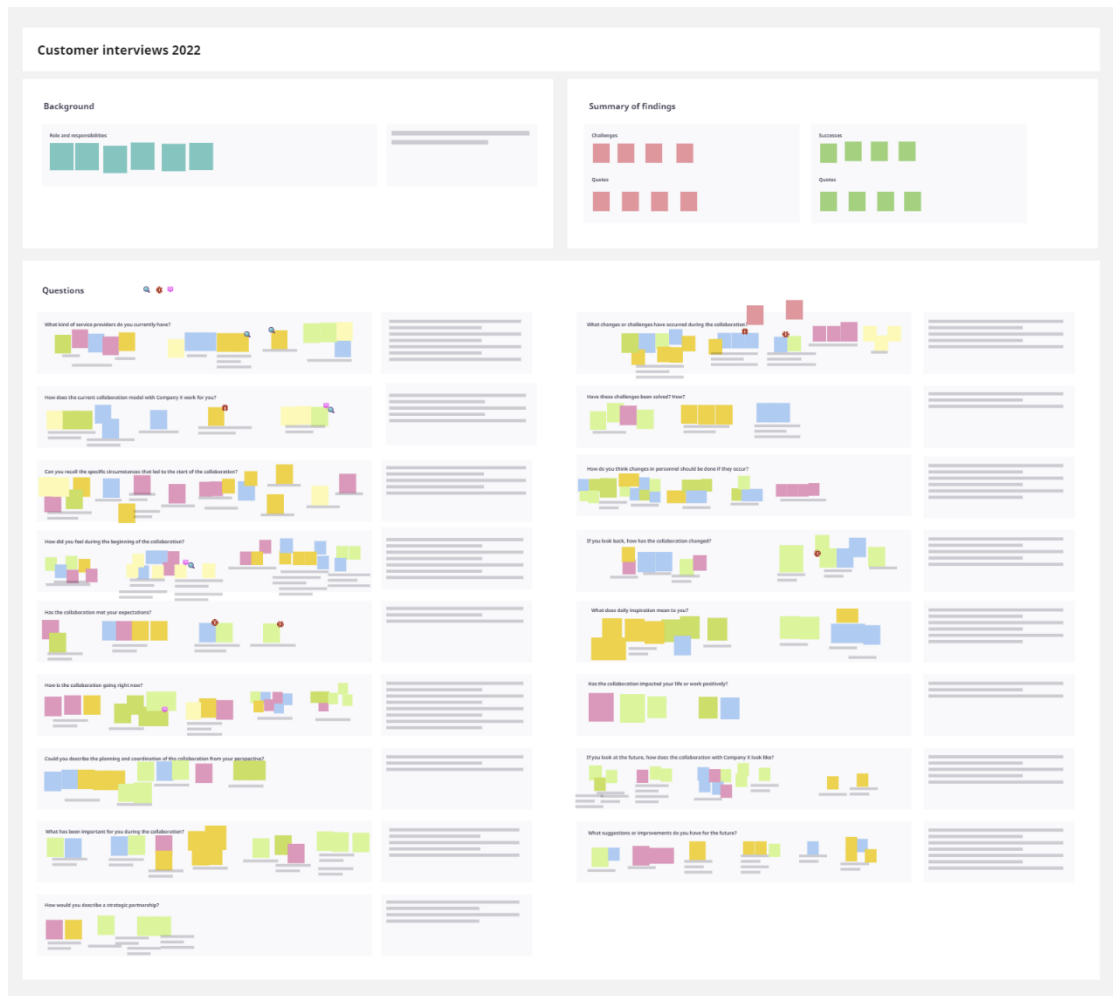 Customer interviews 2022
Background
Role and responsibilities
Summary of findings
Challenges
Quotes
Successes
Quotes
Questions
What kind of service providers do you currently have?
How does the current collaboration model with Company X work for you?
Can you recall the specific circumstances that led to the start of the collaboration?
How did you feel during the beginning of the collaboration?
Has the collaboration met your expectations?
How is the collaboration going right now?
Could you describe the planning and coordination of the collaboration from your perspective?
What has been important for you during the collaboration?
How would you describe a strategic partnership?
What changes or challenges have occurred during the collaboration?
Have these challenges been solved? How?
How do you think changes in personnel should be done if they occur?
If you look back, how has the collaboration changed?
What does daily inspiration mean to you?
Has the collaboration impacted your life or work positively?
If you look at the future, how does the collaboration with Company X look like?
What suggestions or improvements do you have for the future?